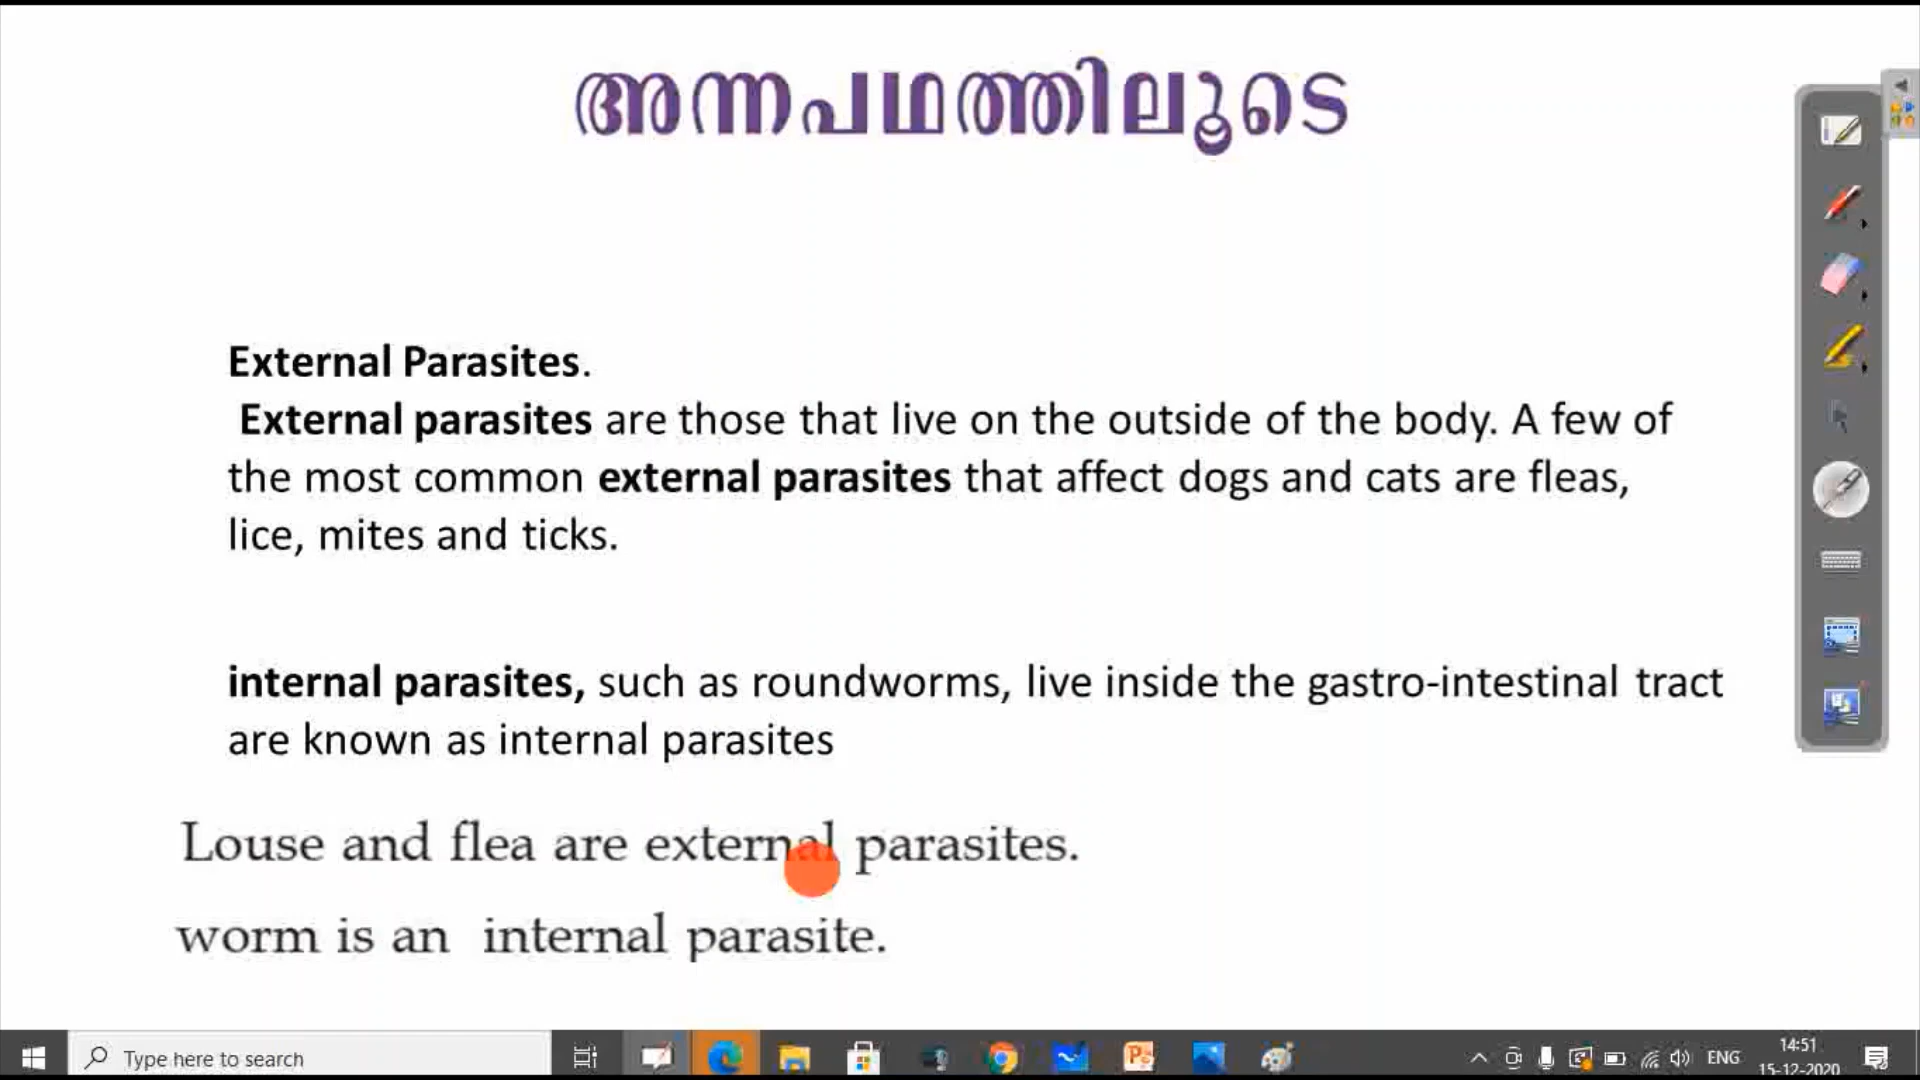 അന്നപഥത്തിലൂടെ
External Parasites.
External parasites are those that live on the outside of the body. A few of
the most common external parasites that affect dogs and cats are fleas,
lice, mites and ticks.
internal parasites, such as roundworms, live inside the gastro-intestinal tract
are known as internal parasites
Louse and flea are external parasites.
worm is an internal parasite.
Type here to search
ENG
14:51
15-12-2020